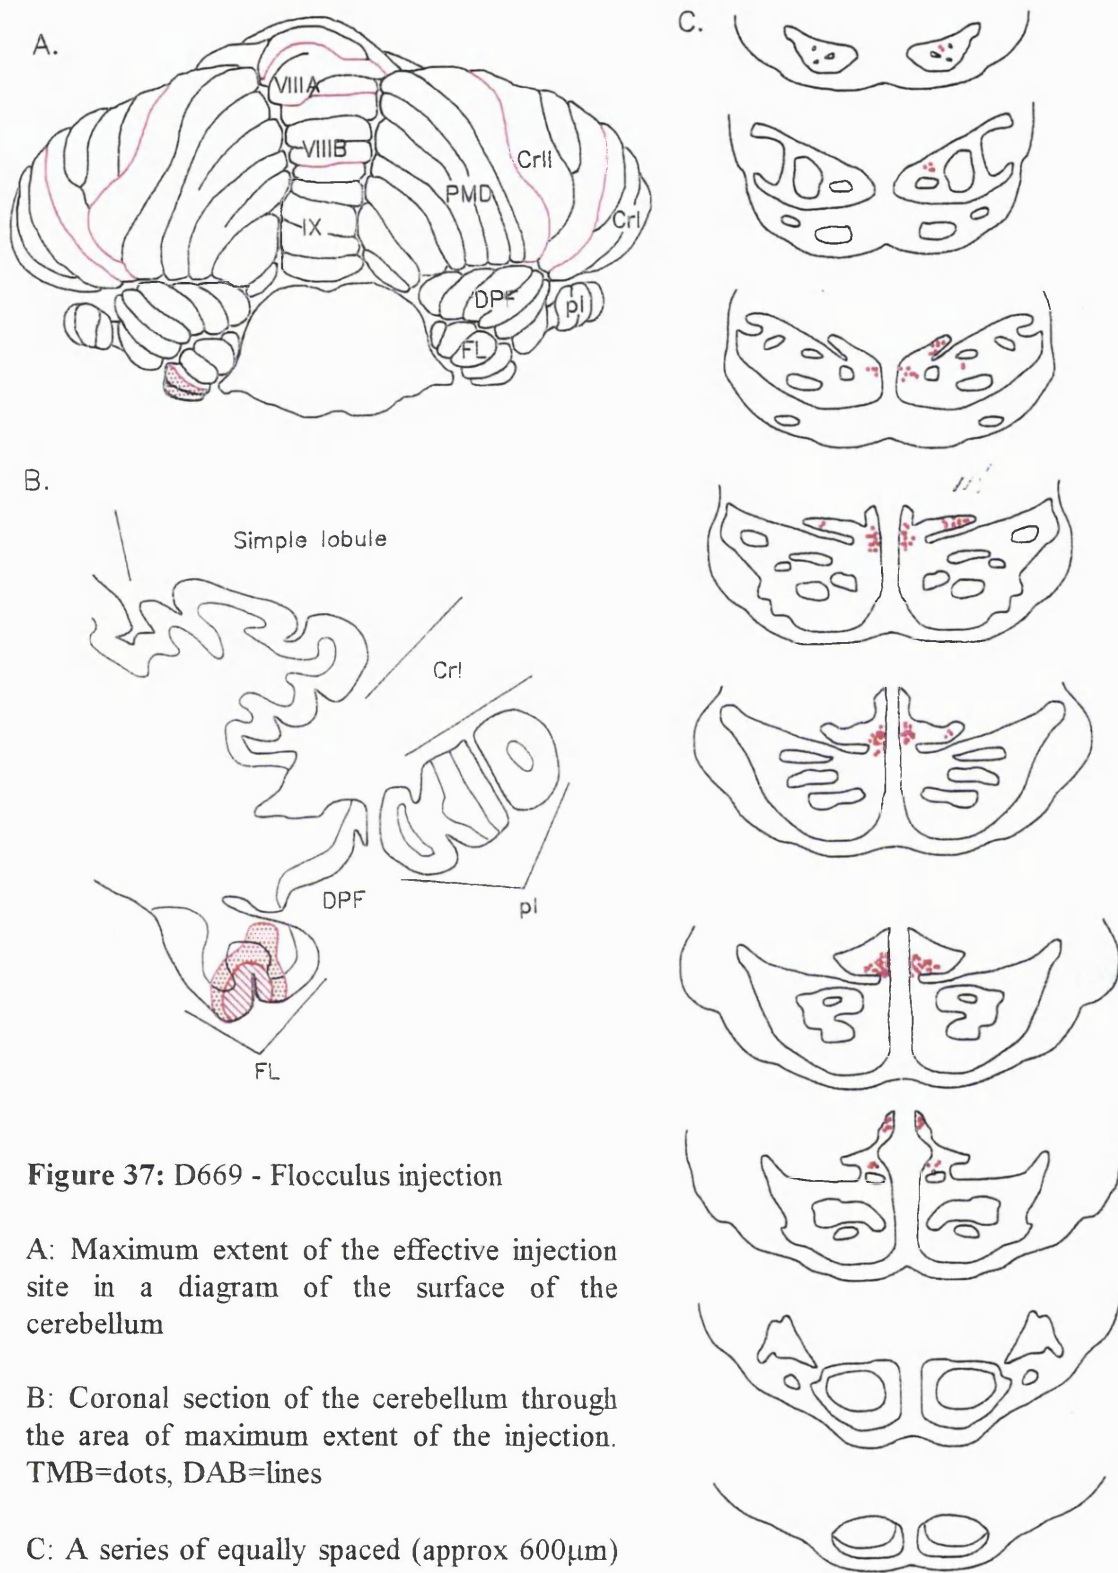 A.
VIIIA
VIIIB
CrII
PMD
CrI
IX
DPF
pl
FL
B.
Simple lobule
CrI
DPF
pl
FL
C.
Figure 37: D669 - Flocculus injection
A: Maximum extent of the effective injection
site in a diagram of the surface of the
cerebellum
B: Coronal section of the cerebellum through
the area of maximum extent of the injection.
TMB=dots, DAB=lines
C: A series of equally spaced (approx 600µm)